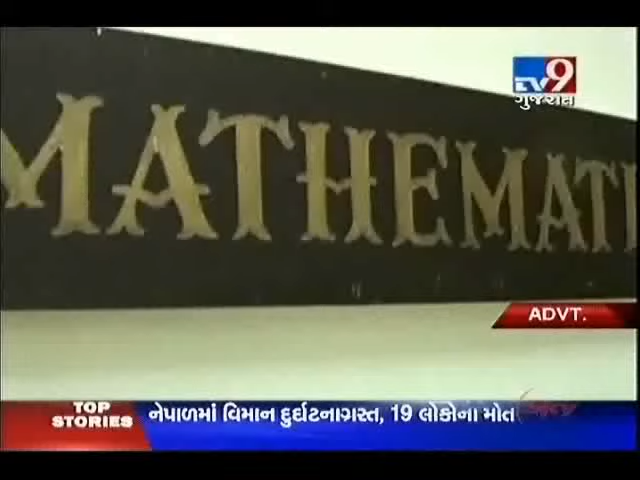 tv9
ગુજરાત
MATHEMATI
ADVT.
TOP
STORIES
નેપાળમાં વિમાન દુર્ઘટનાગ્રસ્ત, 19 લોકોના મોત